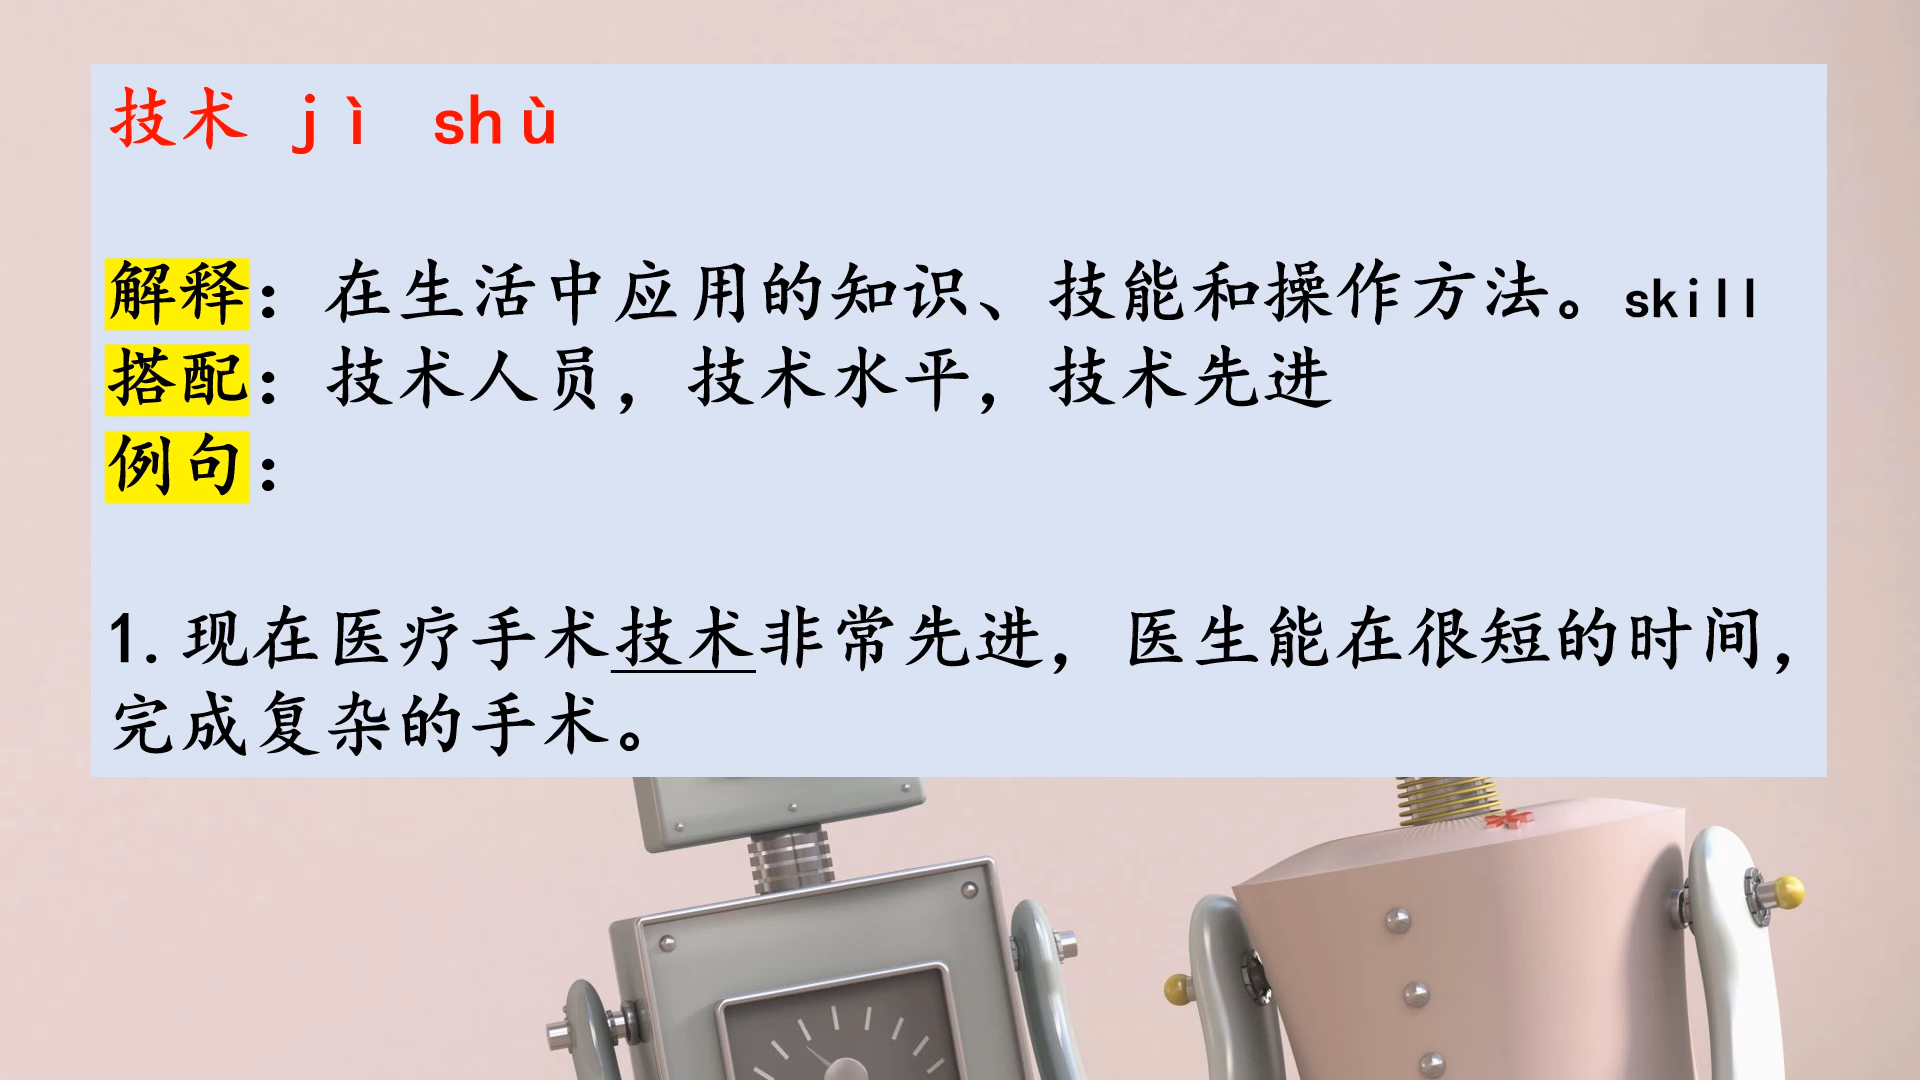 技术 jì shù
解释：在生活中应用的知识、技能和操作方法。skill
搭配：技术人员，技术水平，技术先进
例句：
1.现在医疗手术技术非常先进，医生能在很短的时间，
完成复杂的手术。